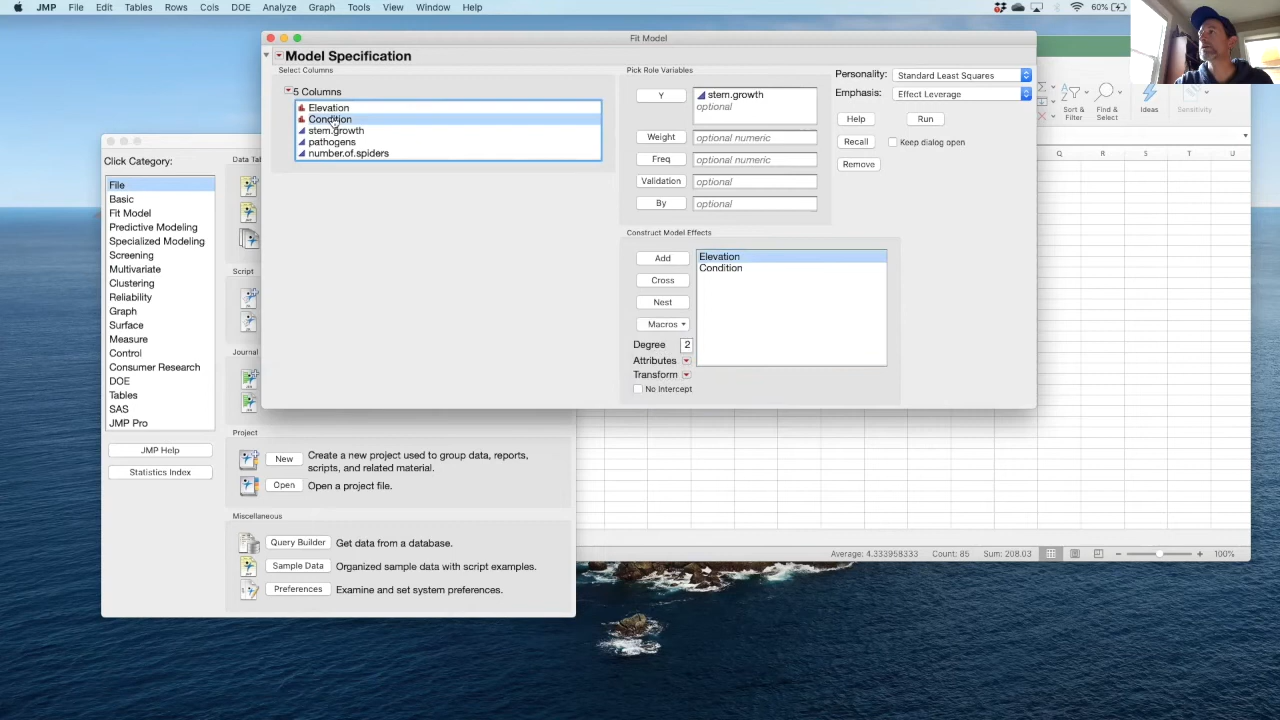 JMP File Edit Tables Rows Cols DOE Analyze Graph Tools View Window Help
60%
Fit Model
Model Specification
Select Columns
5 Columns
Elevation
Condition
stem.growth
pathogens
number.of.spiders
Pick Role Variables
Y
stem.growth
optional
Weight
optional numeric
Freq
optional numeric
Validation
optional
By
optional
Personality:
Standard Least Squares
Emphasis:
Effect Leverage
Help
Run
Recall
Keep dialog open
Remove
Construct Model Effects
Add
Cross
Nest
Macros
Degree
2
Attributes
Transform
No Intercept
Elevation
Condition
Sort &
Filter
Find &
Select
Ideas
Sensitivity
Q R S T U
Click Category:
File
Basic
Fit Model
Predictive Modeling
Specialized Modeling
Screening
Multivariate
Clustering
Reliability
Graph
Surface
Measure
Control
Consumer Research
DOE
Tables
SAS
JMP Pro
JMP Help
Statistics Index
Data Ta
Script
Journal
Project
New
Create a new project used to group data, reports,
scripts, and related material.
Open
Open a project file.
Miscellaneous
Query Builder
Get data from a database.
Sample Data
Organized sample data with script examples.
Preferences
Examine and set system preferences.
Average: 4.333958333 Count: 85 Sum: 208.03
100%